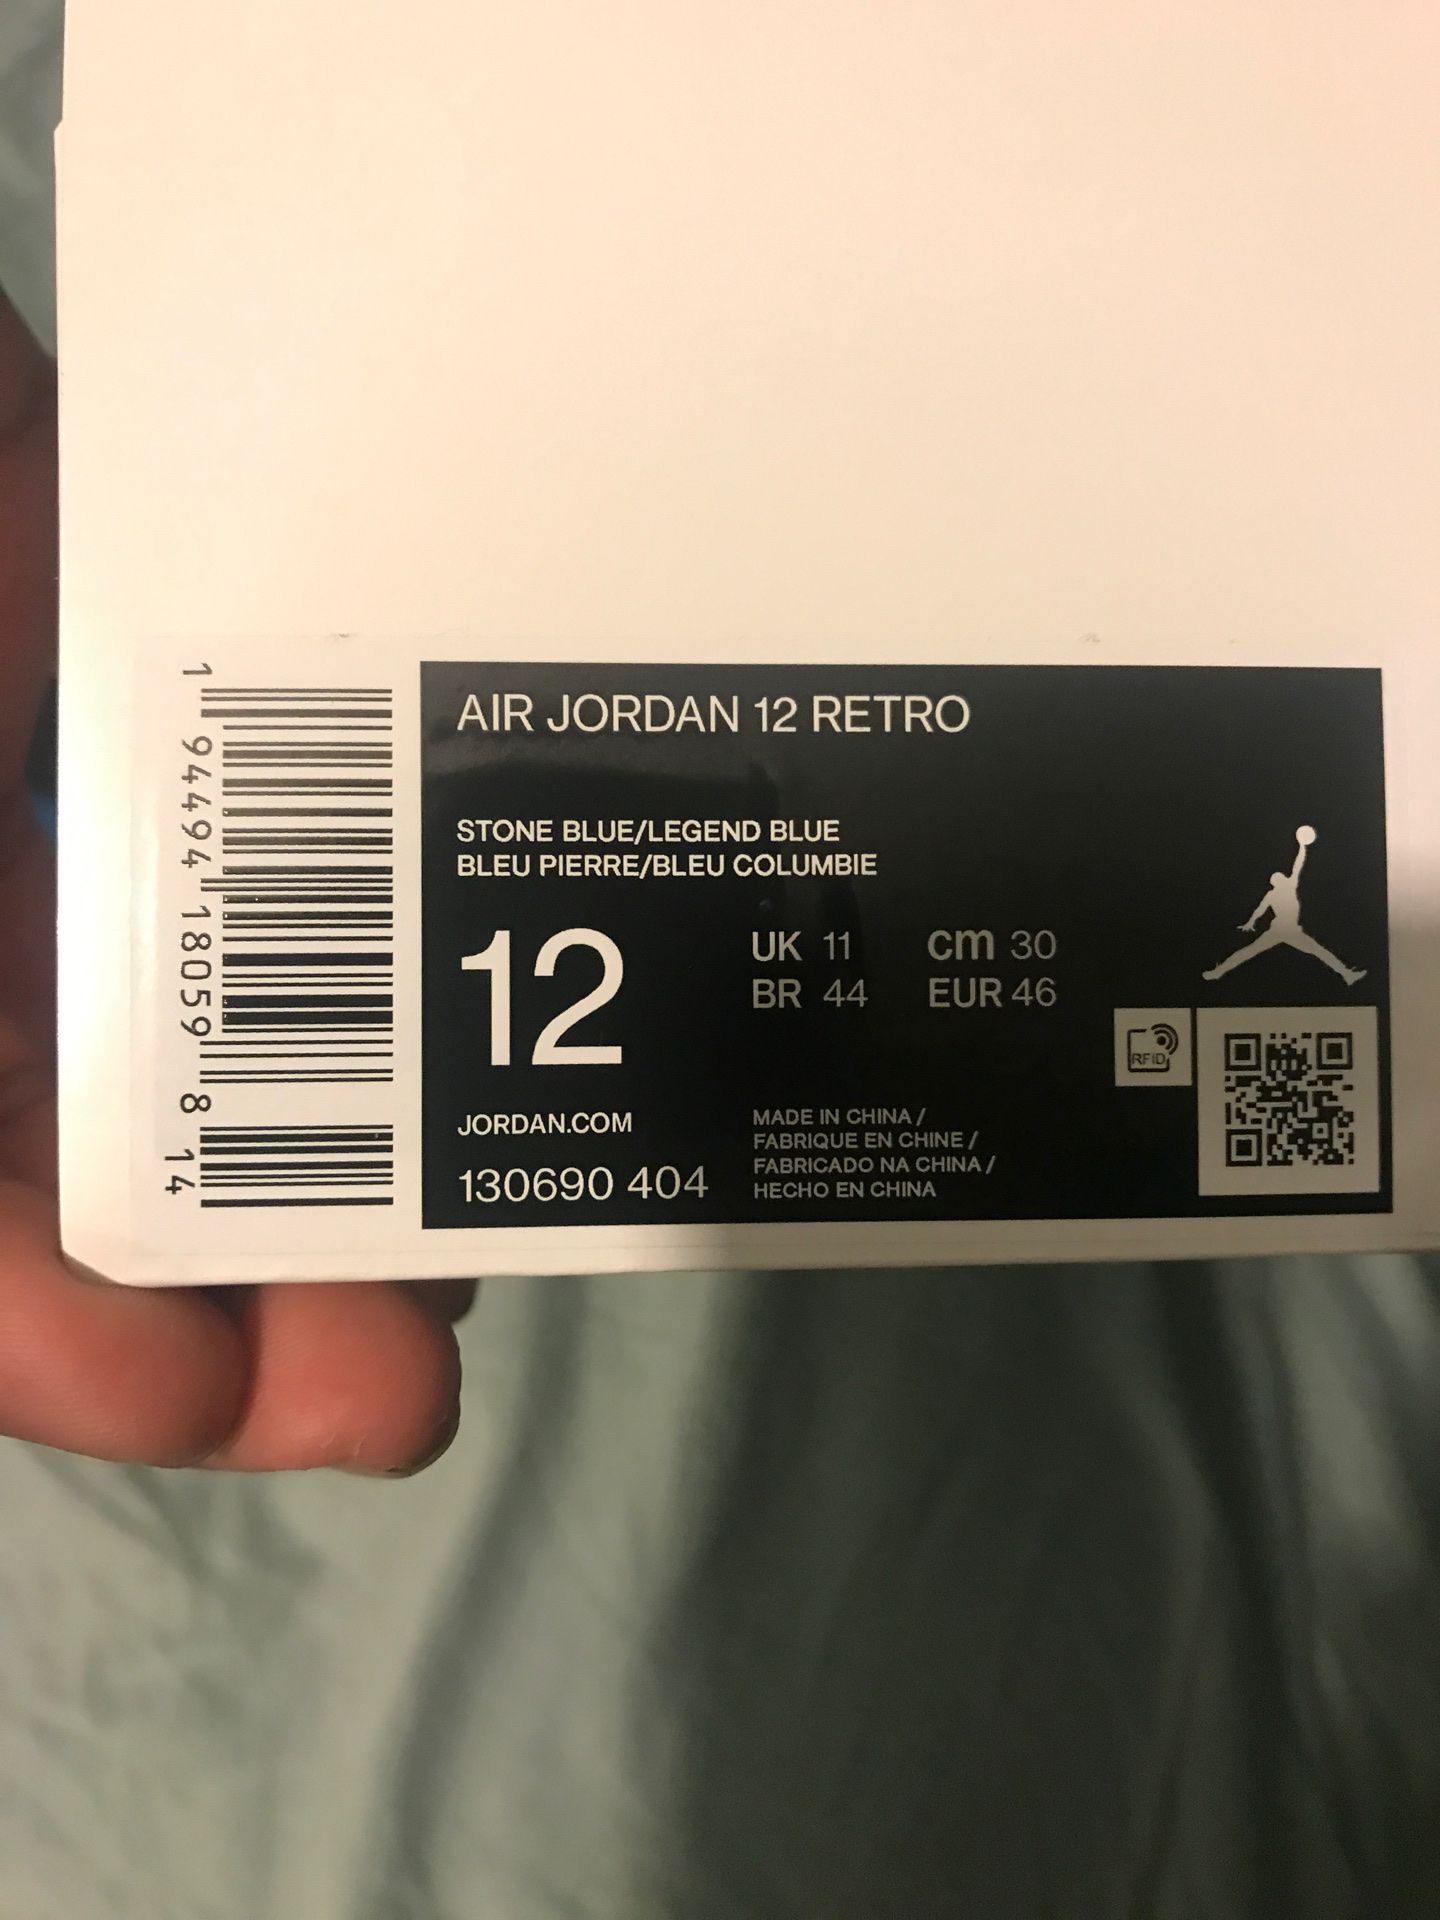 AIR JORDAN 12 RETRO
STONE BLUE/LEGEND BLUE
BLEU PIERRE/BLEU COLUMBIE
12
UK 11 cm 30
BR 44 EUR 46
JORDAN.COM
130690 404
MADE IN CHINA /
FABRIQUE EN CHINE /
FABRICADO NA CHINA /
HECHO EN CHINA
RFID
1 94494 18059 8 14